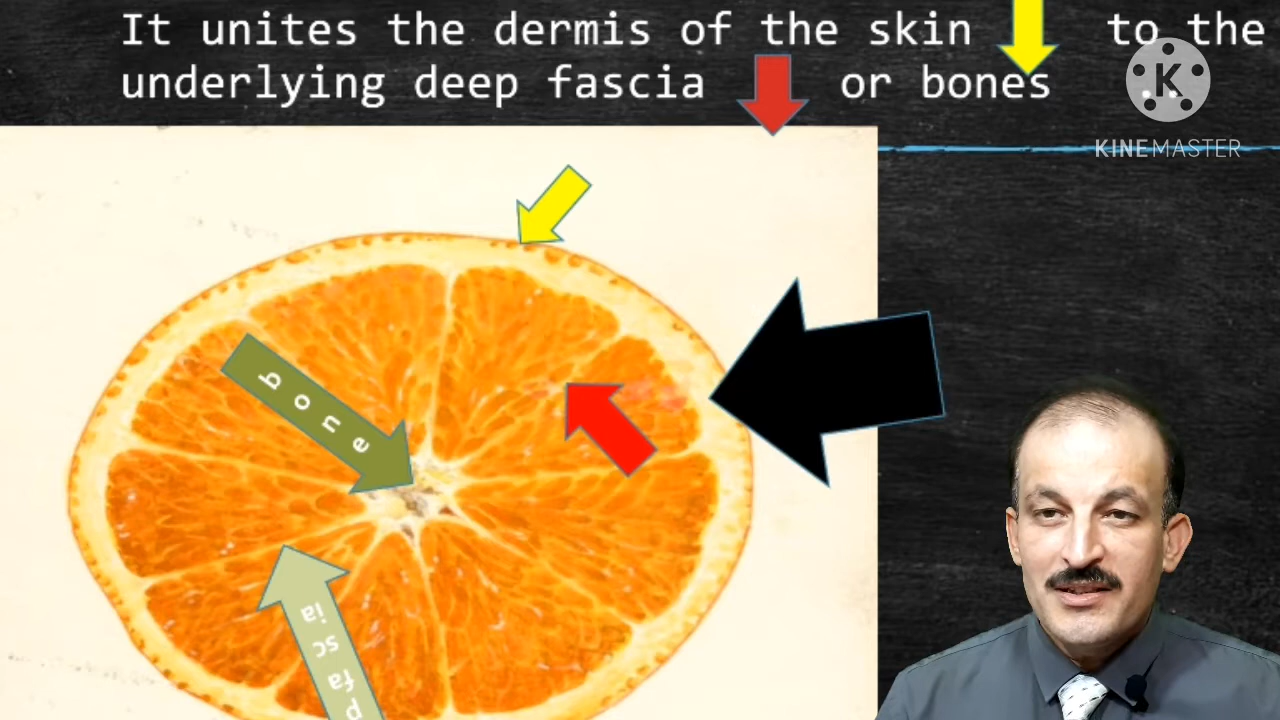 It unites the dermis of the skin to the
underlying deep fascia or bones
K
KINEMASTER
bone
p fascia